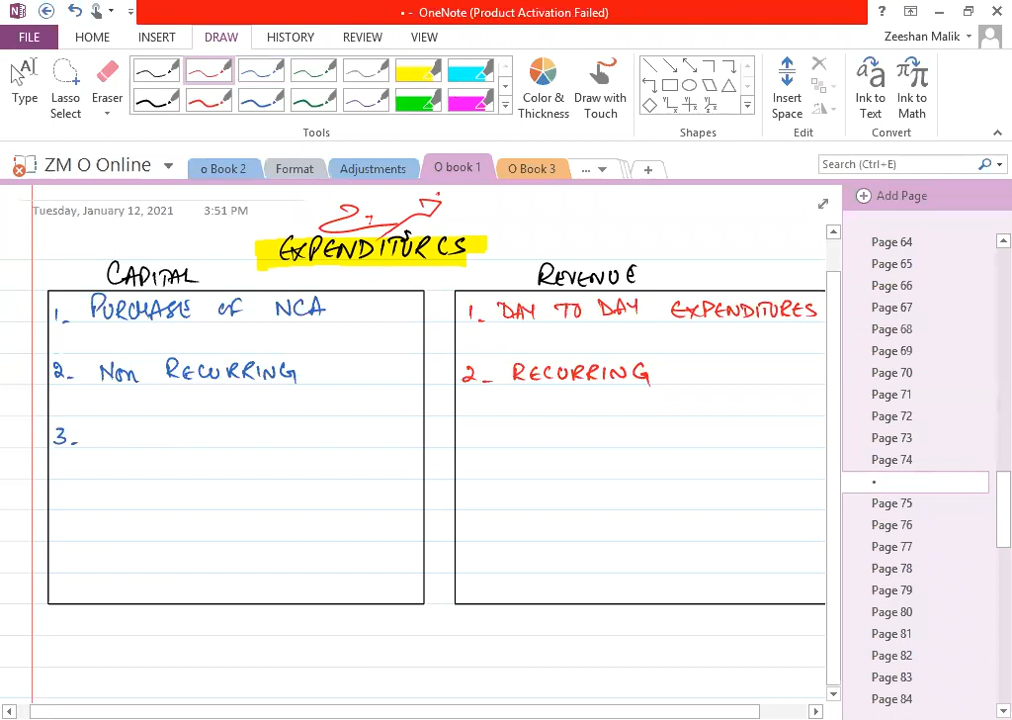 • - OneNote (Product Activation Failed)
FILE HOME INSERT DRAW HISTORY REVIEW VIEW
Zeeshan Malik
Type
Lasso Select
Eraser
Color & Thickness
Draw with Touch
Insert Space
Ink to Text
Ink to Math
Tools Shapes Edit Convert
ZM O Online
o Book 2 Format Adjustments O book 1 O Book 3 ...
Search (Ctrl+E)
Tuesday, January 12, 2021 3:51 PM
EXPENDITURES
CAPITAL
1. PURCHASE OF NCA
2. Non RECURRING
3.
REVENUE
1. DAY TO DAY EXPENDITURES
2. RECURRING
Add Page
Page 64
Page 65
Page 66
Page 67
Page 68
Page 69
Page 70
Page 71
Page 72
Page 73
Page 74
•
Page 75
Page 76
Page 77
Page 78
Page 79
Page 80
Page 81
Page 82
Page 83
Page 84